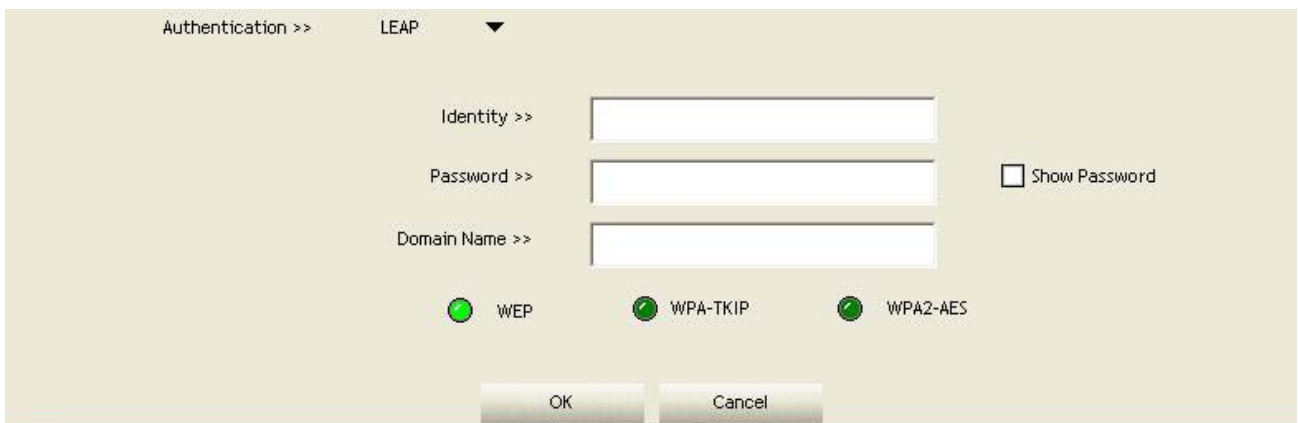 Authentication >> LEAP
Identity >>
Password >> Show Password
Domain Name >>
WEP WPA-TKIP WPA2-AES
OK Cancel